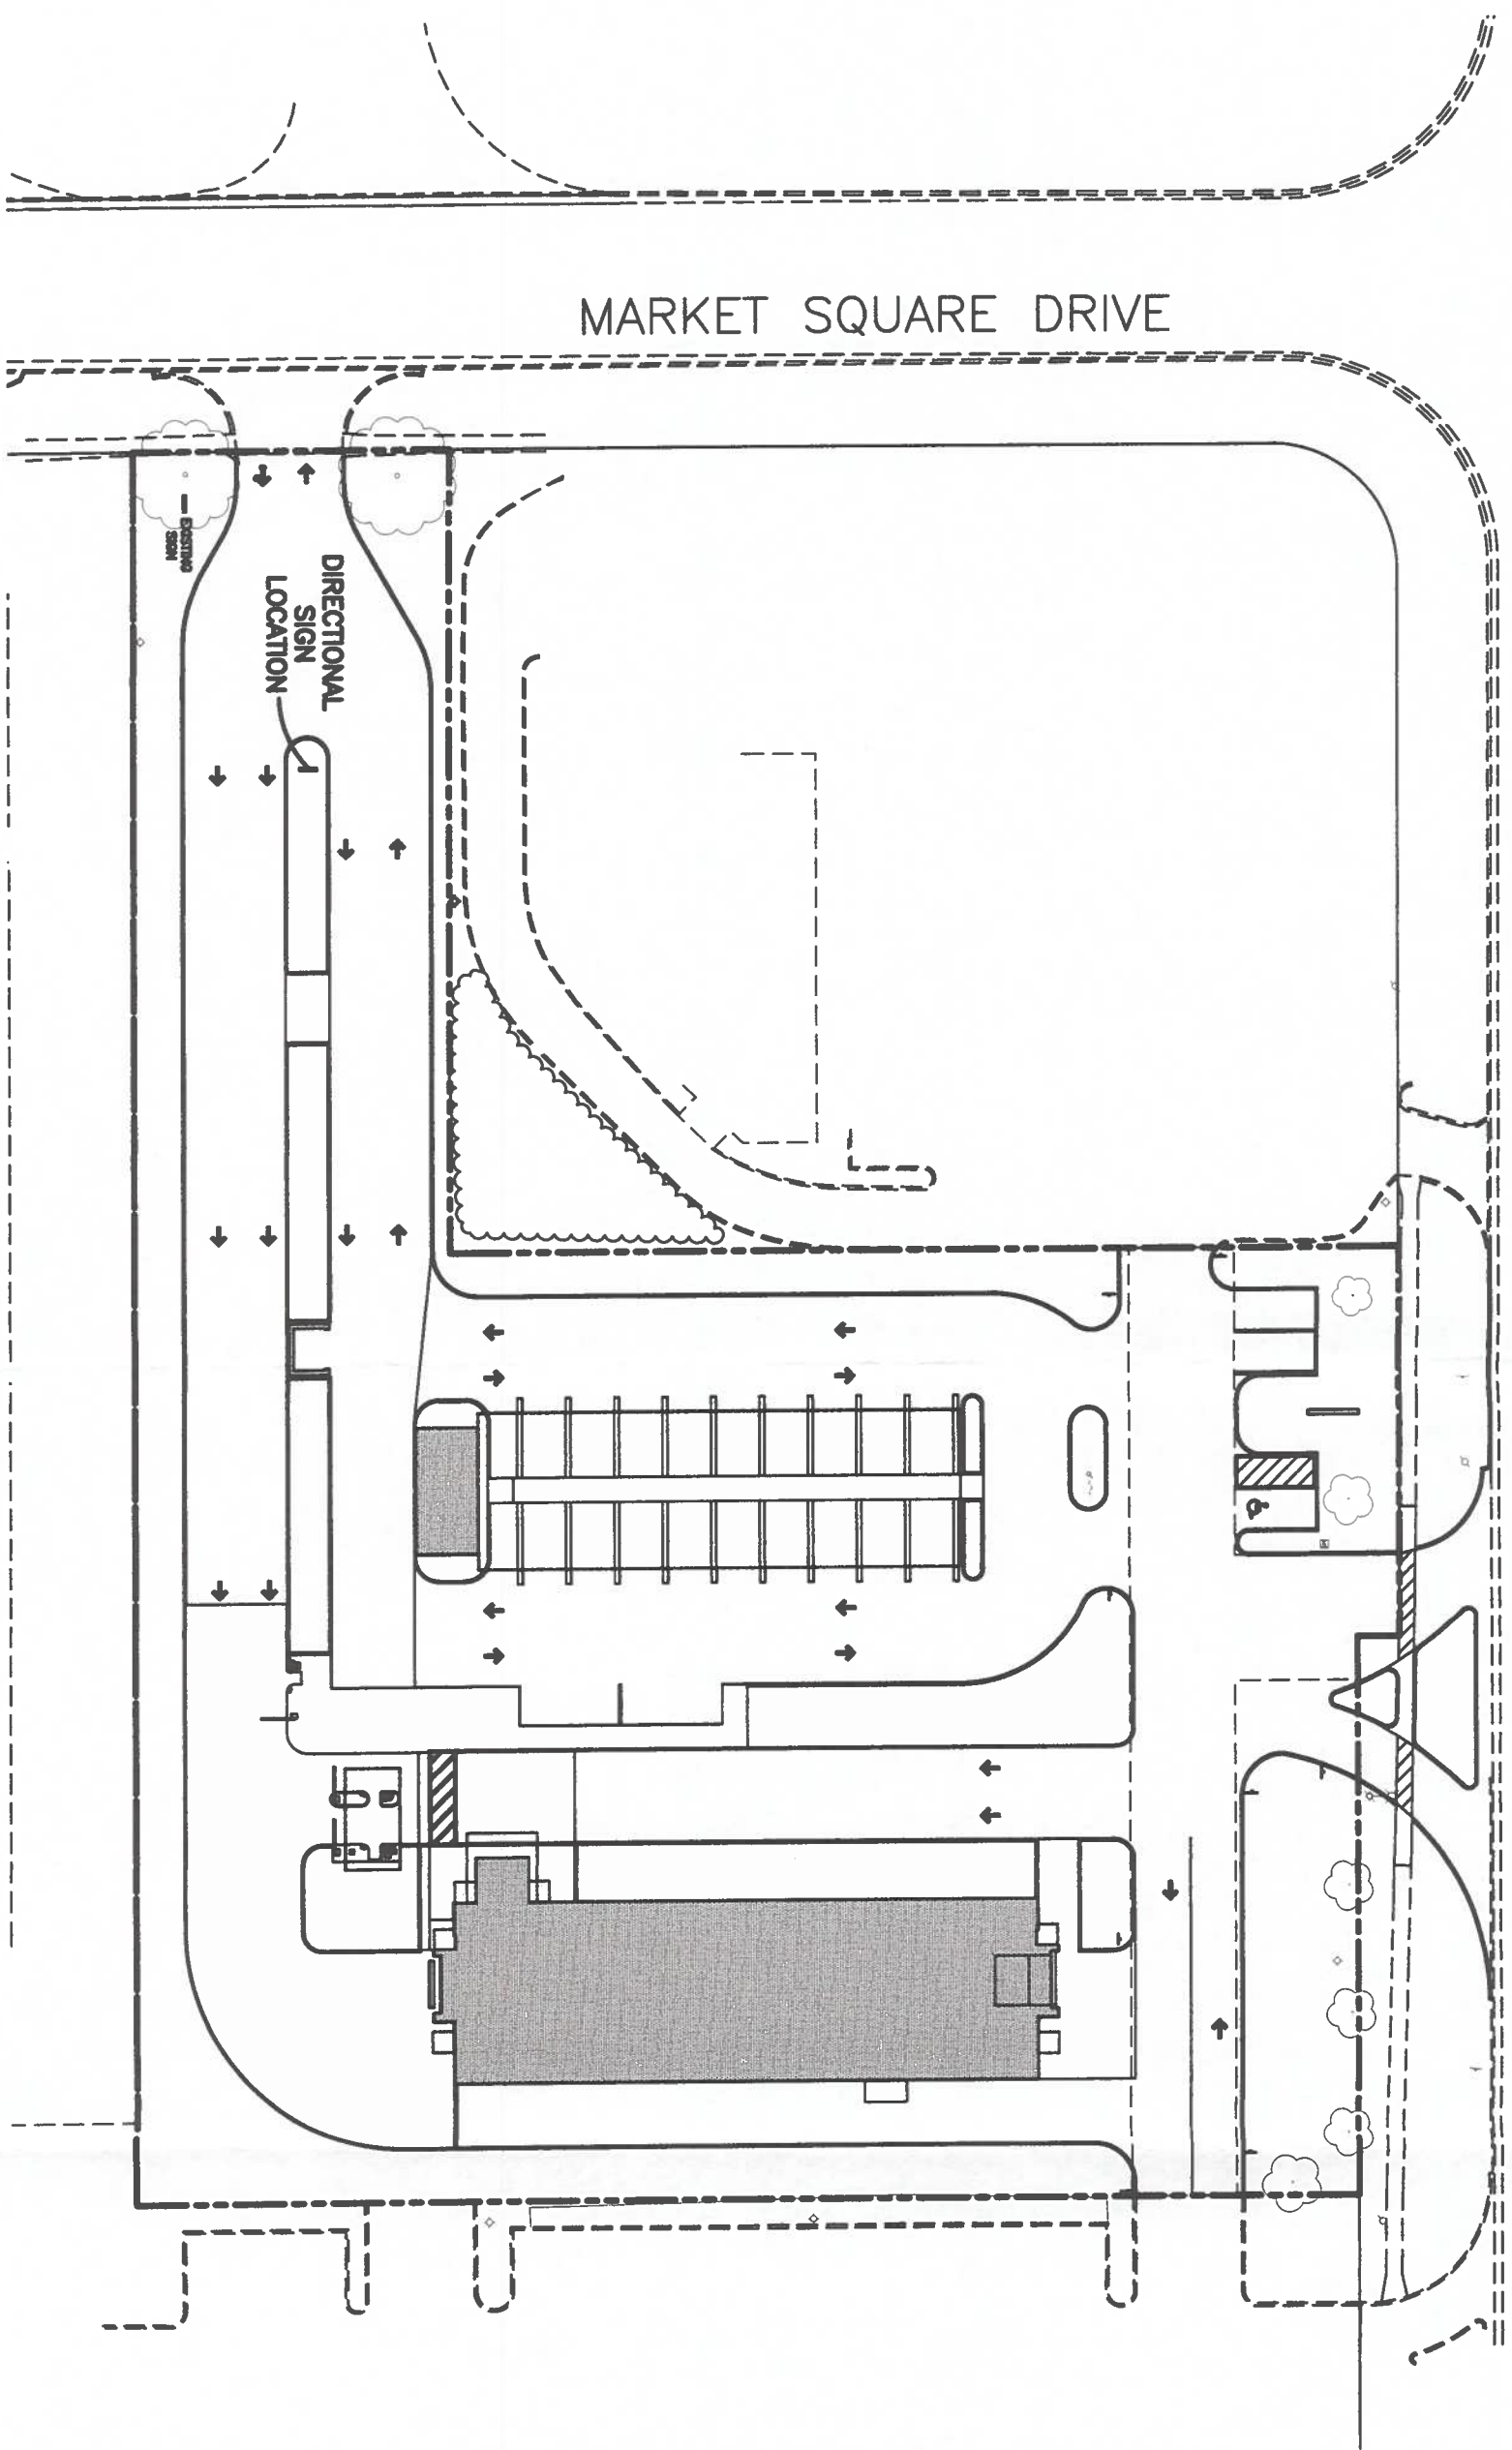 MARKET SQUARE DRIVE
EXISTING
SIGN
DIRECTIONAL
SIGN
LOCATION